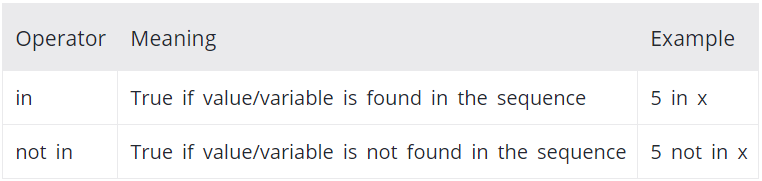 Operator Meaning Example
in True if value/variable is found in the sequence 5 in x
not in True if value/variable is not found in the sequence 5 not in x